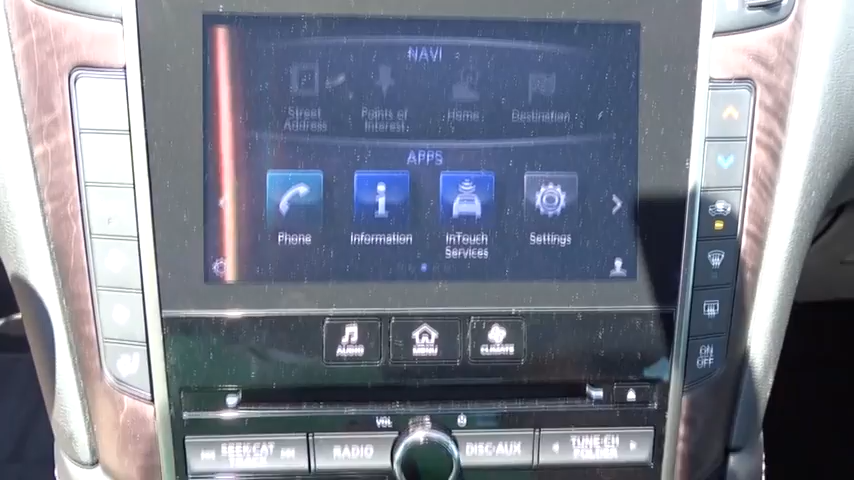 NAVI
Street Address
Points of Interest
Home
Destination
APPS
Phone
Information
InTouch Services
Settings
AUDIO
MENU
CLIMATE
ON
OFF
VOL
SEEK·CAT
TRACK
RADIO
DISC·AUX
TUNE·CH
FOLDER